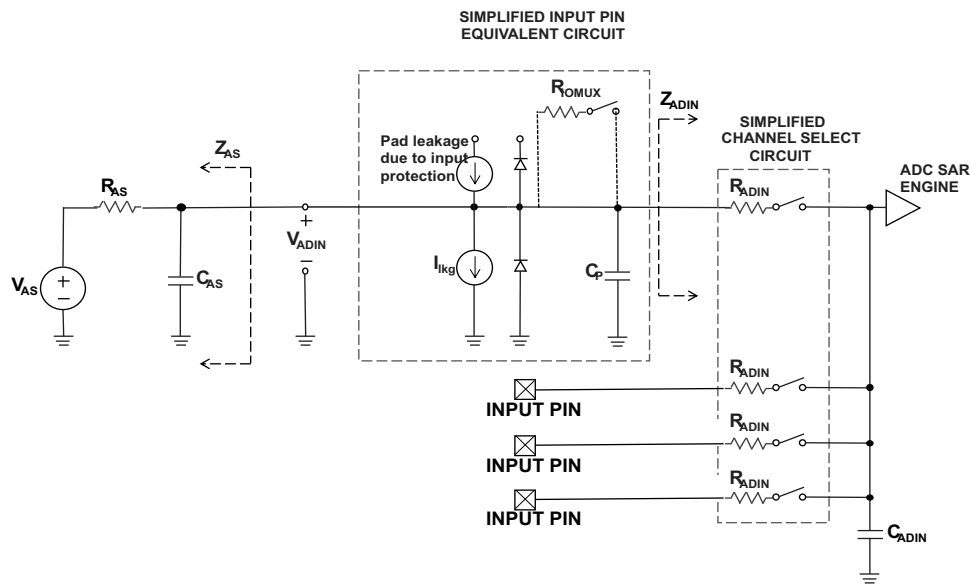 SIMPLIFIED INPUT PIN
EQUIVALENT CIRCUIT
RIOMUX
ZADIN
SIMPLIFIED
CHANNEL SELECT
CIRCUIT
Pad leakage
due to input
protection
ZAS
RAS
RADIN
ADC SAR
ENGINE
+
VADIN
–
Ilkg
CP
CAS
VAS
+
–
RADIN
INPUT PIN
RADIN
INPUT PIN
RADIN
INPUT PIN
CADIN